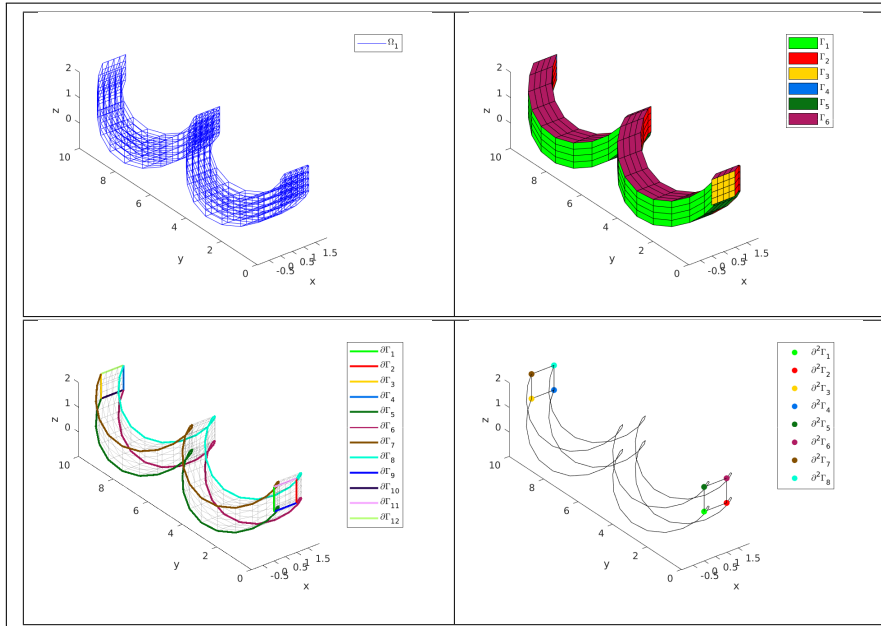 Ω₁
2
1
0
z
10
8
6
4
2
0
y
-0.5
0
0.5
1
1.5
x
Γ₁
Γ₂
Γ₃
Γ₄
Γ₅
Γ₆
2
1
0
z
10
8
6
4
2
0
y
-0.5
0
0.5
1
1.5
x
∂Γ₁
∂Γ₂
∂Γ₃
∂Γ₄
∂Γ₅
∂Γ₆
∂Γ₇
∂Γ₈
∂Γ₉
∂Γ₁₀
∂Γ₁₁
∂Γ₁₂
2
1
0
z
10
8
6
4
2
0
y
-0.5
0
0.5
1
1.5
x
∂²Γ₁
∂²Γ₂
∂²Γ₃
∂²Γ₄
∂²Γ₅
∂²Γ₆
∂²Γ₇
∂²Γ₈
2
1
0
z
10
8
6
4
2
0
y
-0.5
0
0.5
1
1.5
x